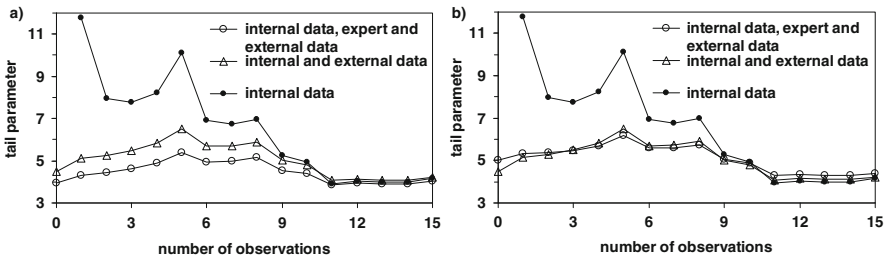 a)
11
9
7
5
3
tail parameter
internal data, expert and
external data
internal and external data
internal data
0 3 6 9 12 15
number of observations
b)
11
9
7
5
3
tail parameter
internal data, expert and
external data
internal and external data
internal data
0 3 6 9 12 15
number of observations